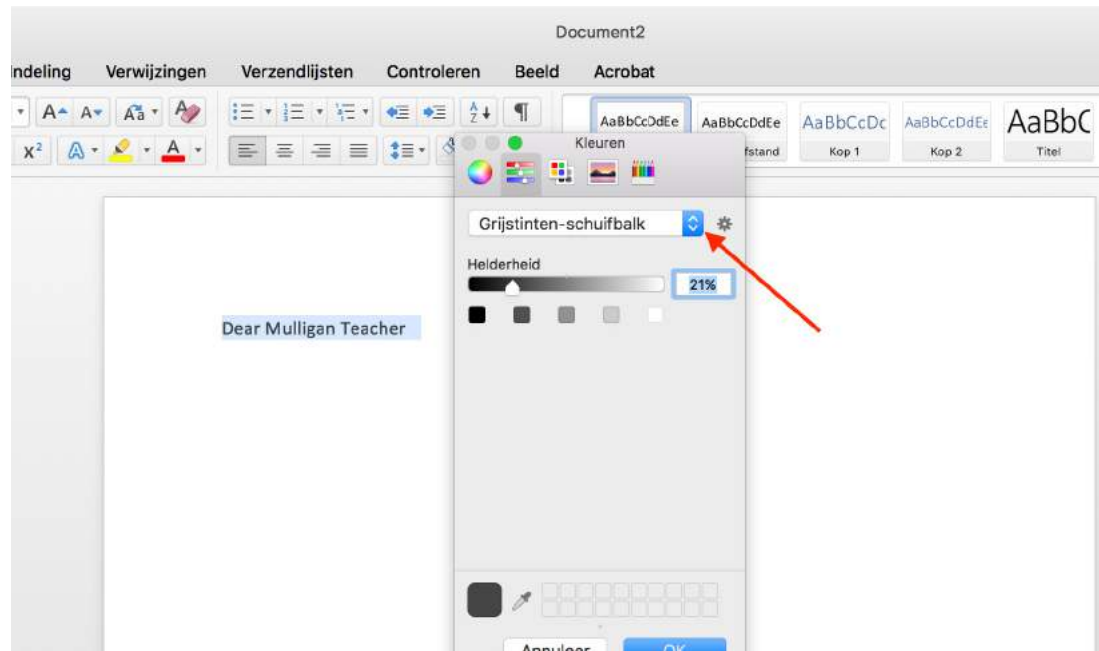 Document2
ndeling Verwijzingen Verzendlijsten Controleren Beeld Acrobat
AaBbCcDdEe AaBbCcDdEe AaBbCcDc AaBbCcDdEe AaBbC
fstand Kop 1 Kop 2 Titel
Kleuren
Grijstinten-schuifbalk
Helderheid
21%
Dear Mulligan Teacher
Annuleer OK